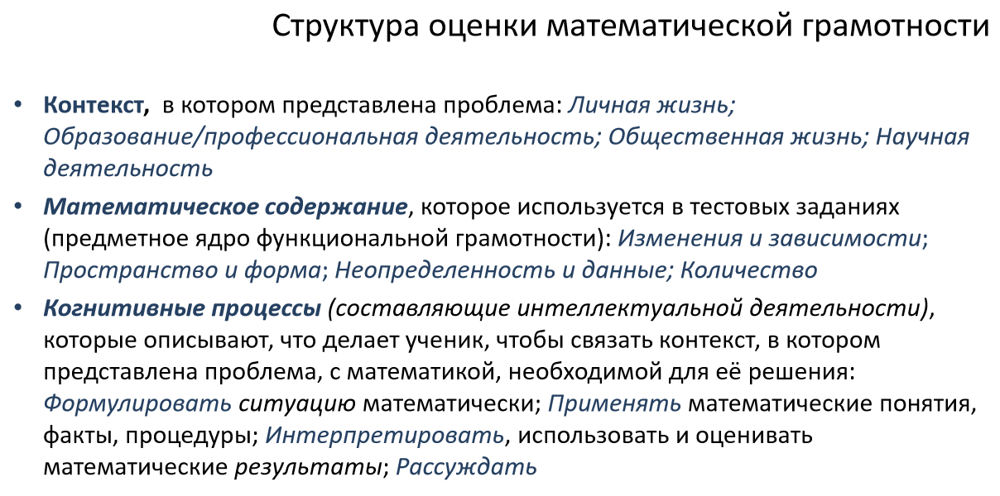 Структура оценки математической грамотности
• Контекст, в котором представлена проблема: Личная жизнь;
Образование/профессиональная деятельность; Общественная жизнь; Научная
деятельность
• Математическое содержание, которое используется в тестовых заданиях
(предметное ядро функциональной грамотности): Изменения и зависимости;
Пространство и форма; Неопределенность и данные; Количество
• Когнитивные процессы (составляющие интеллектуальной деятельности),
которые описывают, что делает ученик, чтобы связать контекст, в котором
представлена проблема, с математикой, необходимой для её решения:
Формулировать ситуацию математически; Применять математические понятия,
факты, процедуры; Интерпретировать, использовать и оценивать
математические результаты; Рассуждать